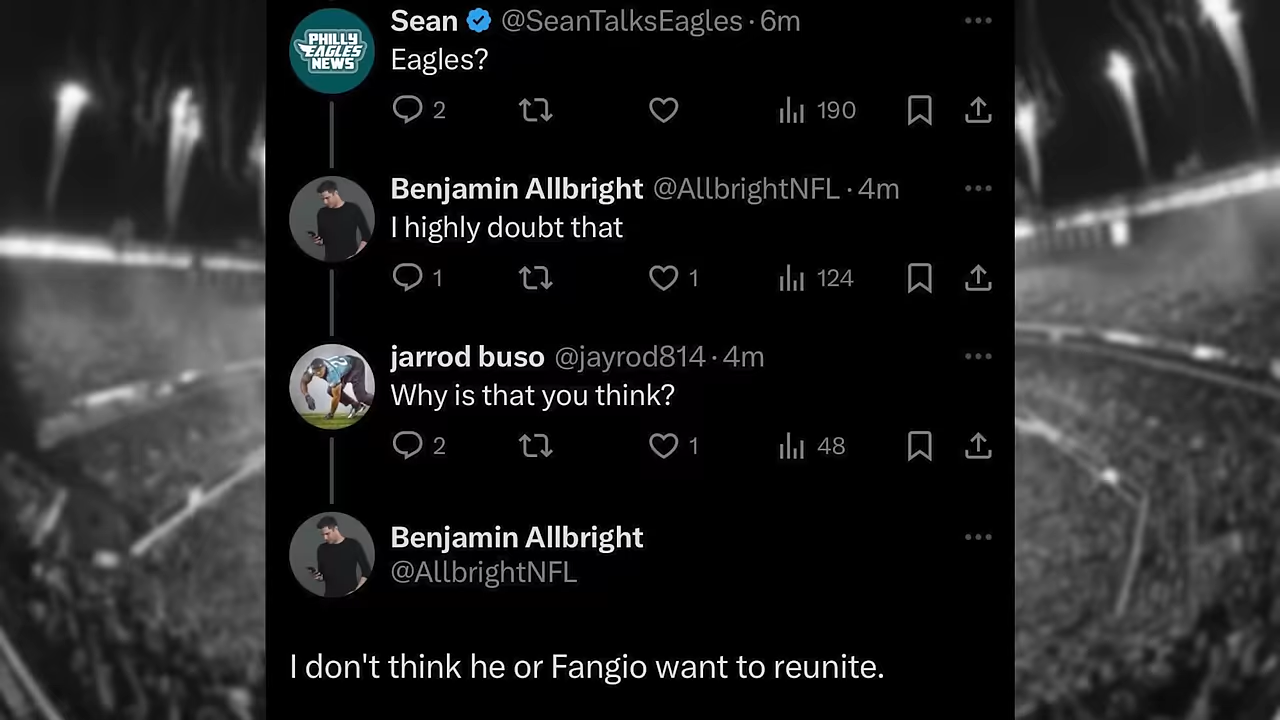 PHILLY
EAGLES
NEWS
Sean @SeanTalksEagles · 6m
Eagles?
2 190
Benjamin Allbright @AllbrightNFL · 4m
I highly doubt that
1 1 124
jarrod buso @jayrod814 · 4m
Why is that you think?
2 1 48
Benjamin Allbright
@AllbrightNFL
I don't think he or Fangio want to reunite.